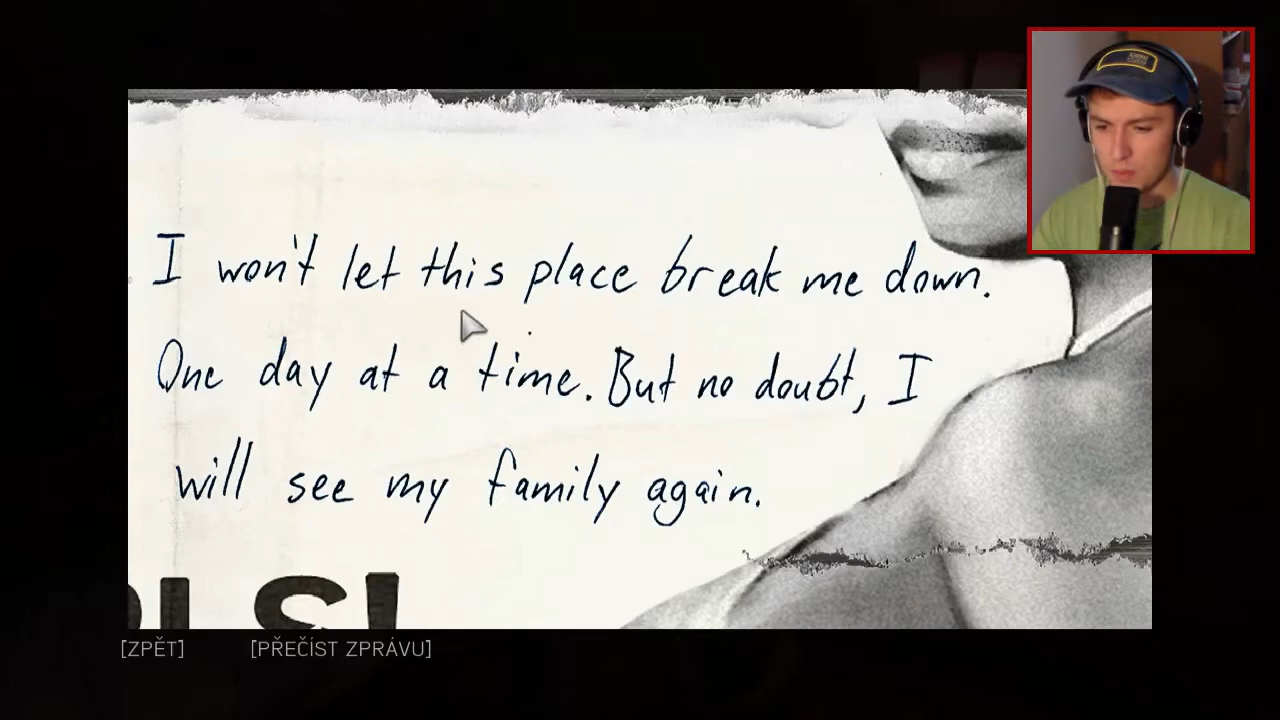 I won't let this place break me down.
One day at a time. But no doubt, I
will see my family again.
LS!
[ZPĚT] [PŘEČÍST ZPRÁVU]